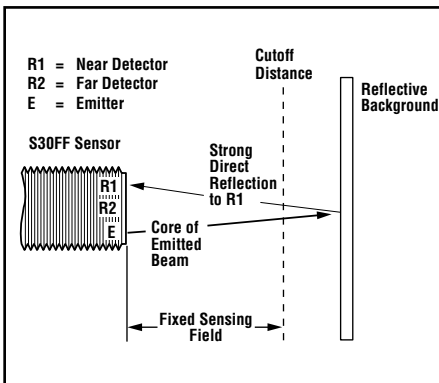 R1 = Near Detector
R2 = Far Detector
E = Emitter
S30FF Sensor
Cutoff
Distance
Reflective
Background
Strong
Direct
Reflection
to R1
R1
R2
E
Core of
Emitted
Beam
Fixed Sensing
Field